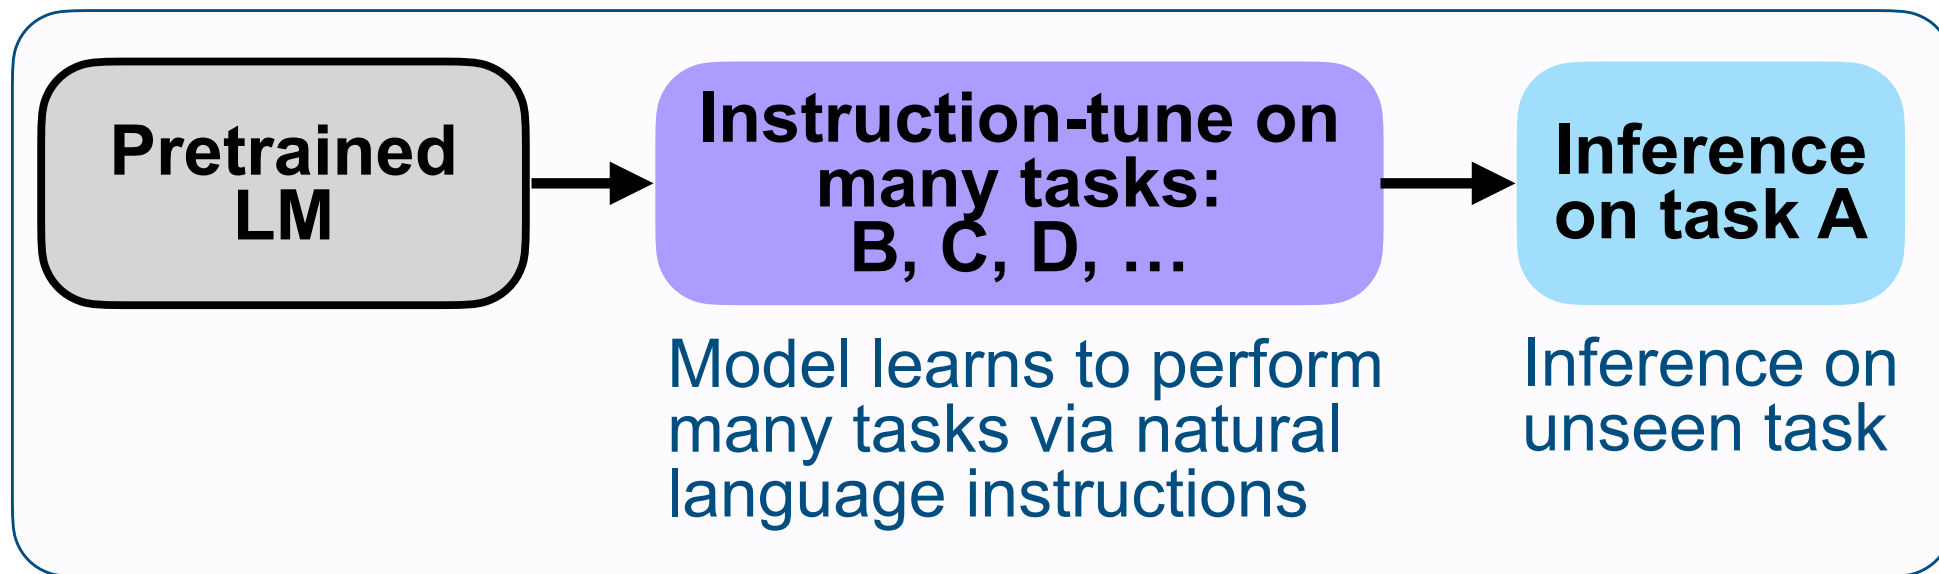 Pretrained
LM
Instruction-tune on
many tasks:
B, C, D, …
Inference
on task A
Model learns to perform
many tasks via natural
language instructions
Inference on
unseen task